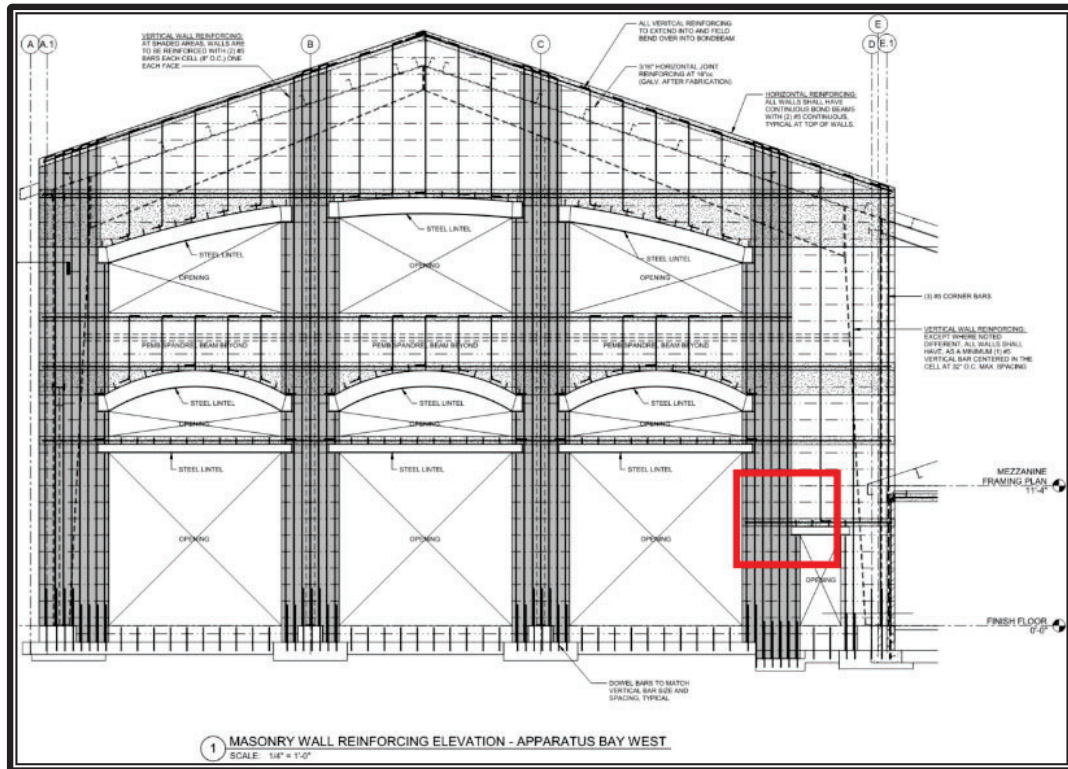 A
A.1
VERTICAL WALL REINFORCING:
AT SHADED AREAS, WALLS ARE
TO BE REINFORCED WITH (2) #5
BARS EACH CELL (8" O.C.) ONE
EACH FACE
B
C
ALL VERITCAL REINFORCING
TO EXTEND INTO AND FIELD
BEND OVER INTO BONDBEAM
3/16" HORIZONTAL JOINT
REINFORCING AT 16"cc
(GALV. AFTER FABRICATION)
HORIZONTAL REINFORCING:
ALL WALLS SHALL HAVE
CONTINUOUS BOND BEAMS
WITH (2) #5 CONTINUOUS,
TYPICAL AT TOP OF WALLS.
E
D
E.1
STEEL LINTEL
STEEL LINTEL
STEEL LINTEL
OPENING
OPENING
OPENING
(3) #5 CORNER BARS
PEMB SPANDREL BEAM BEYOND
PEMB SPANDREL BEAM BEYOND
PEMB SPANDREL BEAM BEYOND
VERTICAL WALL REINFORCING:
EXCEPT WHERE NOTED
DIFFERENT, ALL WALLS SHALL
HAVE, AS A MINIMUM (1) #5
VERTICAL BAR CENTERED IN THE
CELL AT 32" O.C. MAX. SPACING
STEEL LINTEL
STEEL LINTEL
STEEL LINTEL
OPENING
OPENING
OPENING
STEEL LINTEL
STEEL LINTEL
STEEL LINTEL
MEZZANINE
FRAMING PLAN
11'-4"
OPENING
OPENING
OPENING
OPENING
FINISH FLOOR
0'-0"
DOWEL BARS TO MATCH
VERTICAL BAR SIZE AND
SPACING, TYPICAL
1
MASONRY WALL REINFORCING ELEVATION - APPARATUS BAY WEST
SCALE: 1/4" = 1'-0"